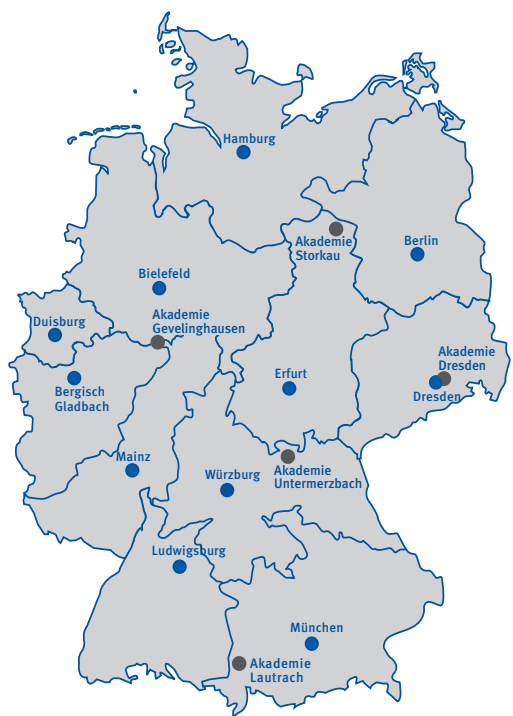 Hamburg
Akademie
Storkau
Berlin
Bielefeld
Akademie
Gevelinghausen
Duisburg
Akademie
Dresden
Dresden
Erfurt
Bergisch
Gladbach
Mainz
Würzburg
Akademie
Untermerzbach
Ludwigsburg
München
Akademie
Lautrach